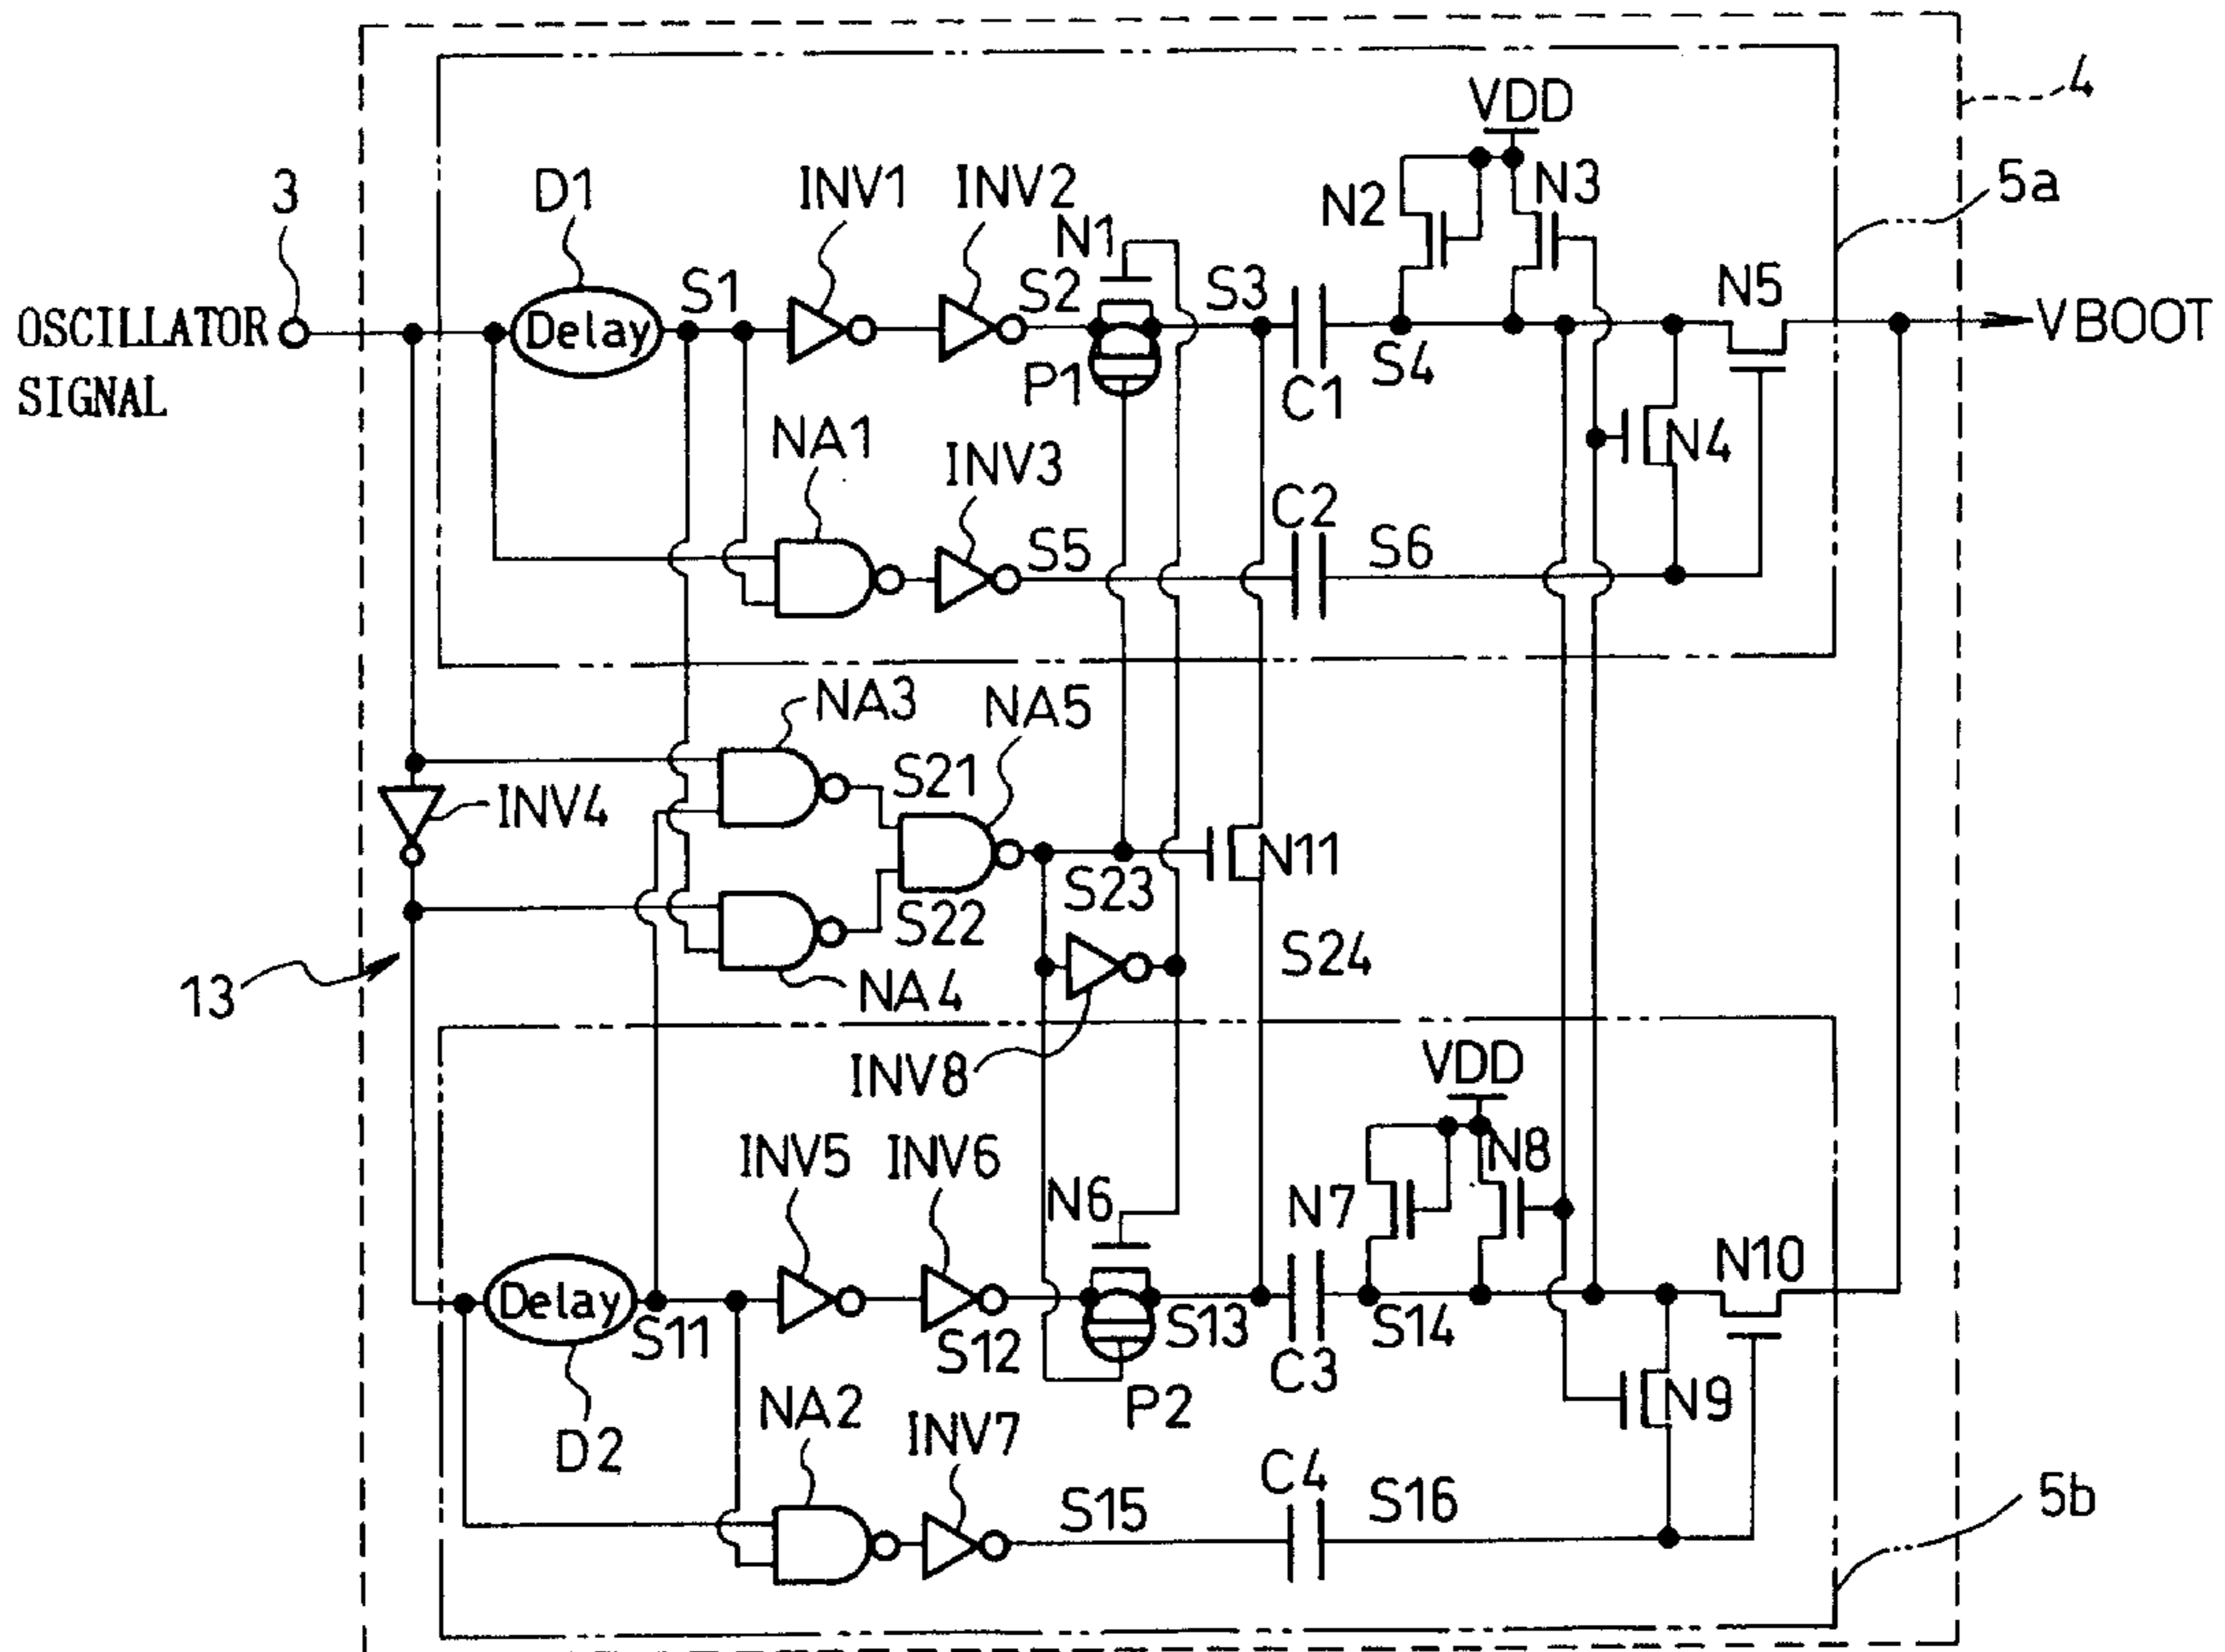 4
VDD
5a
3
D1
INV1
INV2
N2
N3
N1
OSCILLATOR
SIGNAL
Delay
S1
S2
S3
N5
VBOOT
P1
C1
S4
NA1
INV3
N4
C2
S5
S6
NA3
NA5
S21
INV4
N11
S23
S22
S24
13
NA4
INV8
VDD
INV5
INV6
N8
N6
N7
N10
Delay
S11
S12
S13
S14
C3
P2
N9
NA2
INV7
D2
C4
S15
S16
5b